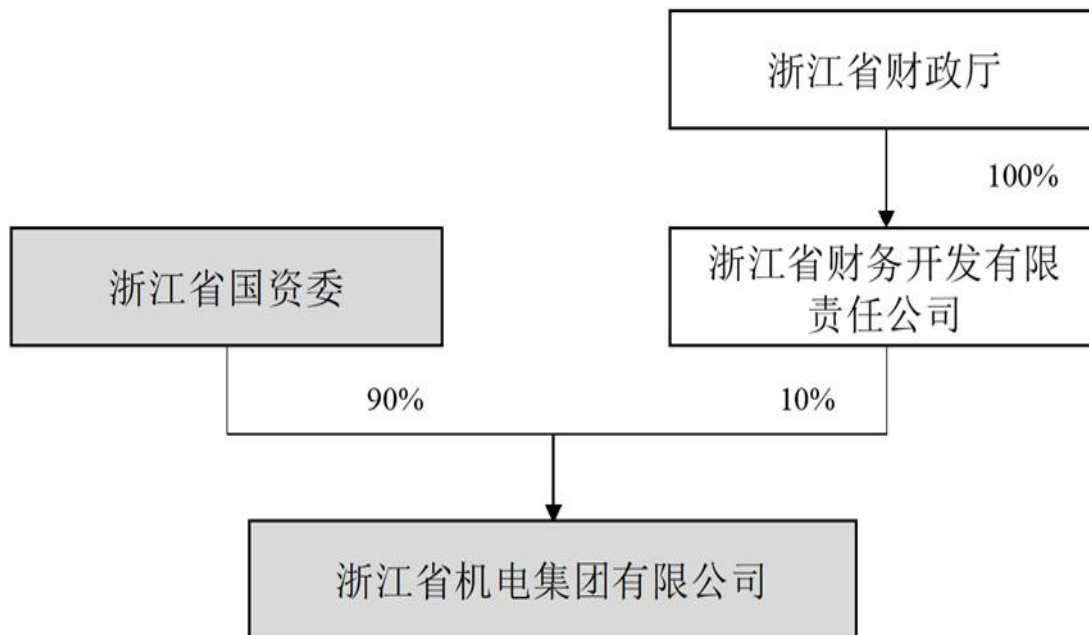 浙江省财政厅
100%
浙江省国资委
浙江省财务开发有限
责任公司
90%
10%
浙江省机电集团有限公司